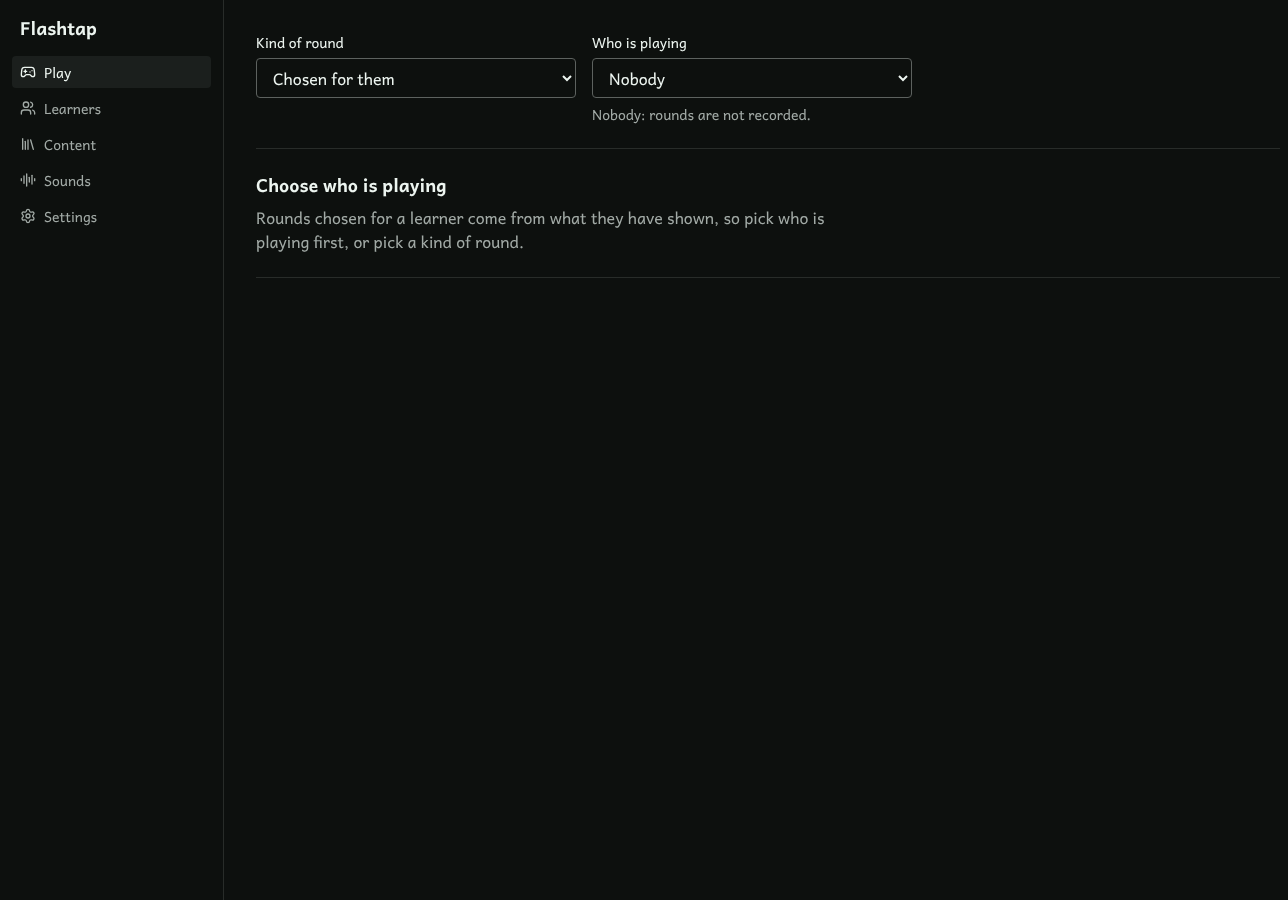 Flashtap
Play
Learners
Content
Sounds
Settings
Kind of round
Chosen for them
Who is playing
Nobody
Nobody: rounds are not recorded.
Choose who is playing
Rounds chosen for a learner come from what they have shown, so pick who is
playing first, or pick a kind of round.